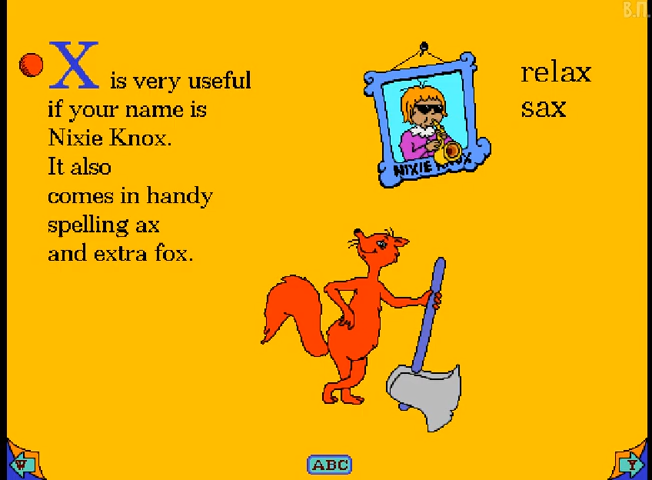 X is very useful
if your name is
Nixie Knox.
It also
comes in handy
spelling ax
and extra fox.
relax
sax
NIXIE KNOX
W
ABC
Y
В.П.